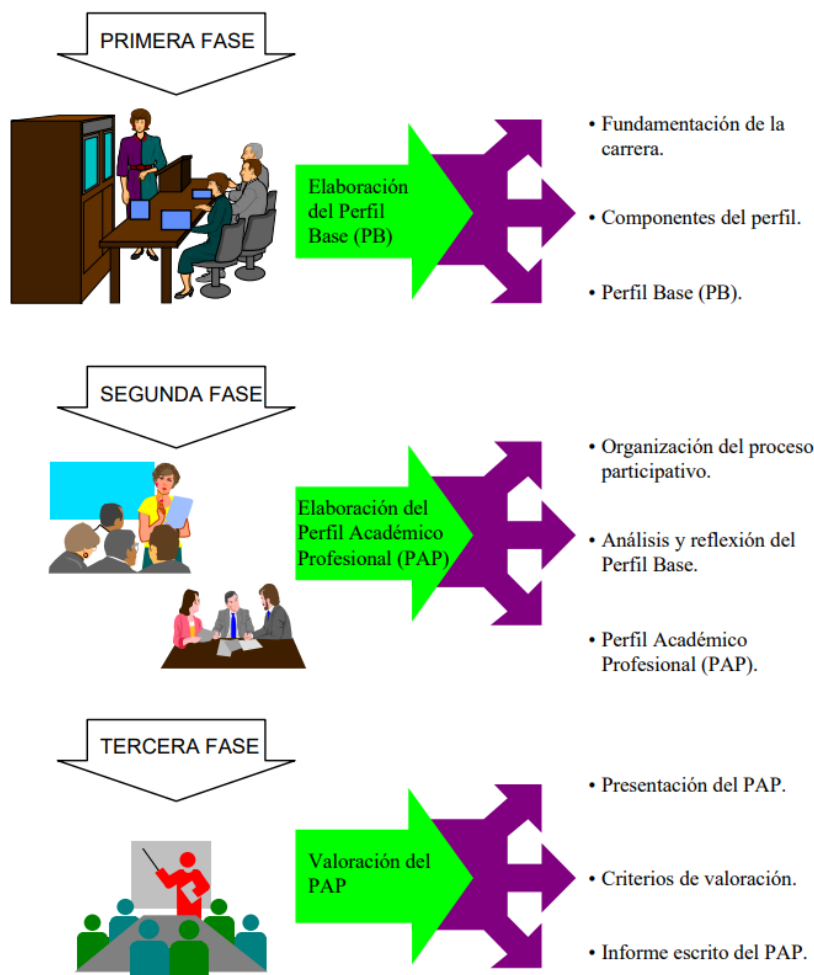 PRIMERA FASE
Elaboración
del Perfil
Base (PB)
• Fundamentación de la
carrera.
• Componentes del perfil.
• Perfil Base (PB).
SEGUNDA FASE
Elaboración del
Perfil Académico
Profesional (PAP)
• Organización del proceso
participativo.
• Análisis y reflexión del
Perfil Base.
• Perfil Académico
Profesional (PAP).
TERCERA FASE
Valoración del
PAP
• Presentación del PAP.
• Criterios de valoración.
• Informe escrito del PAP.